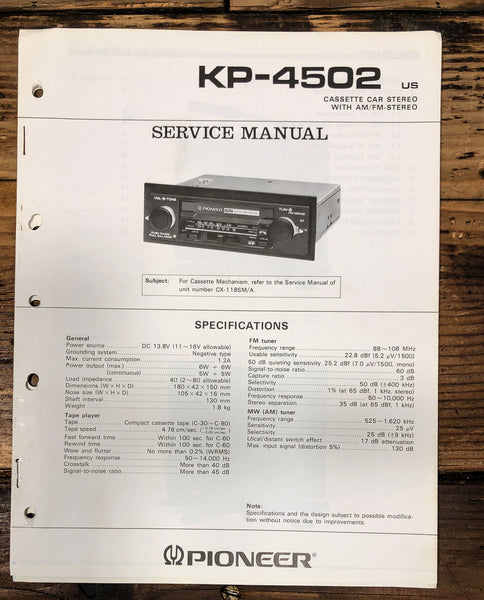 KP-4502 US
CASSETTE CAR STEREO
WITH AM/FM-STEREO
SERVICE MANUAL
VOL-TONE
PIONEER
Subject: For Cassette Mechanism, refer to the Service Manual of
unit number CX-118SM/A.
SPECIFICATIONS
General
Power source DC 13.8V (11~16V allowable)
Grounding system Negative type
Max. current consumption 1.2A
Power output (max.) 6W + 6W
(continuous) 5W + 5W
Load impedance 4Ω (2~8Ω allowable)
Dimensions (W × H × D) 180 × 42 × 150 mm
Nose size (W × H × D) 105 × 42 × 16 mm
Shaft interval 130 mm
Weight 1.8 kg
Tape player
Tape Compact cassette tape (C-30~C-90)
Tape speed 4.76 cm/sec.
Fast forward time Within 100 sec. for C-60
Rewind time Within 100 sec. for C-60
Wow and flutter No more than 0.2% (WRMS)
Frequency response 50~14,000 Hz
Crosstalk More than 40 dB
Signal-to-noise ratio More than 45 dB
FM tuner
Frequency range 88~108 MHz
Usable sensitivity 22.8 dBf (5.2 μV/150Ω)
50 dB quieting sensitivity 25.2 dBf (7.0 μV/150Ω, mono)
Signal-to-noise ratio 60 dB
Capture ratio 3 dB
Selectivity 50 dB (±400 kHz)
Distortion 1% (at 65 dBf, 1 kHz, stereo)
Frequency response 50~10,000 Hz
Stereo separation 35 dB (at 65 dBf, 1 kHz)
MW (AM) tuner
Frequency range 525~1,620 kHz
Sensitivity 25 μV
Selectivity 25 dB (±9 kHz)
Local/distant switch effect 17 dB attenuation
Max. input signal (distortion 5%) 130 dB
Note:
Specifications and the design subject to possible modifica-
tion without notice due to improvements.
PIONEER